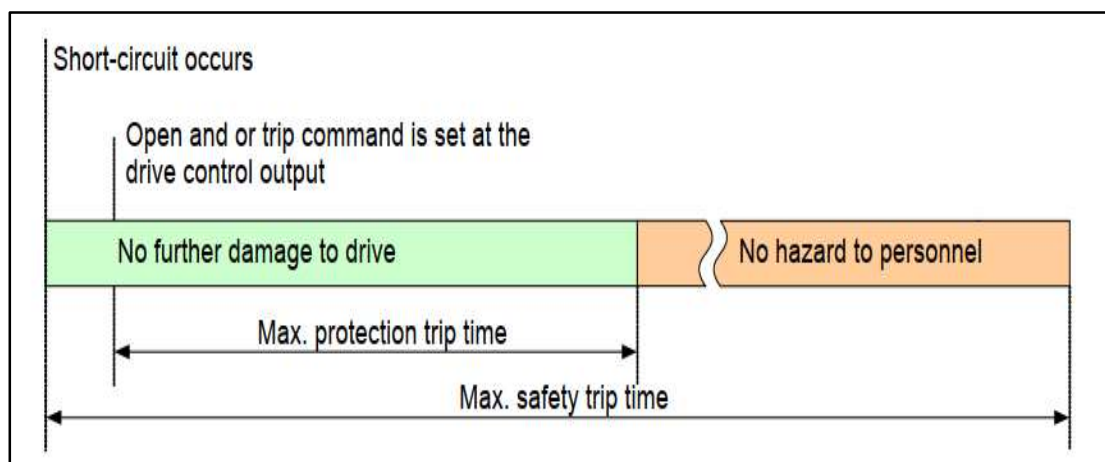 Short-circuit occurs
Open and or trip command is set at the
drive control output
No further damage to drive
No hazard to personnel
Max. protection trip time
Max. safety trip time